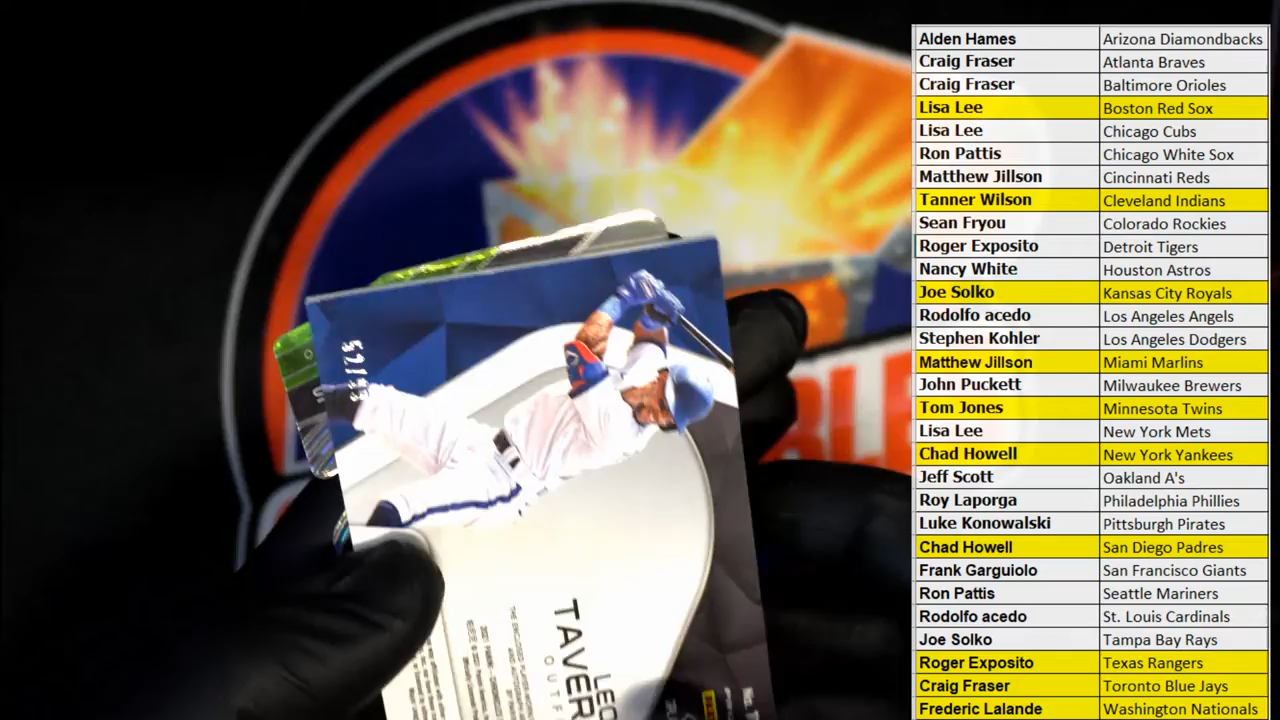 Alden Hames Arizona Diamondbacks
Craig Fraser Atlanta Braves
Craig Fraser Baltimore Orioles
Lisa Lee Boston Red Sox
Lisa Lee Chicago Cubs
Ron Pattis Chicago White Sox
Matthew Jillson Cincinnati Reds
Tanner Wilson Cleveland Indians
Sean Fryou Colorado Rockies
Roger Exposito Detroit Tigers
Nancy White Houston Astros
Joe Solko Kansas City Royals
Rodolfo acedo Los Angeles Angels
Stephen Kohler Los Angeles Dodgers
Matthew Jillson Miami Marlins
John Puckett Milwaukee Brewers
Tom Jones Minnesota Twins
Lisa Lee New York Mets
Chad Howell New York Yankees
Jeff Scott Oakland A's
Roy Laporga Philadelphia Phillies
Luke Konowalski Pittsburgh Pirates
Chad Howell San Diego Padres
Frank Garguiolo San Francisco Giants
Ron Pattis Seattle Mariners
Rodolfo acedo St. Louis Cardinals
Joe Solko Tampa Bay Rays
Roger Exposito Texas Rangers
Craig Fraser Toronto Blue Jays
Frederic Lalande Washington Nationals
LEO
TAVER
OUTF